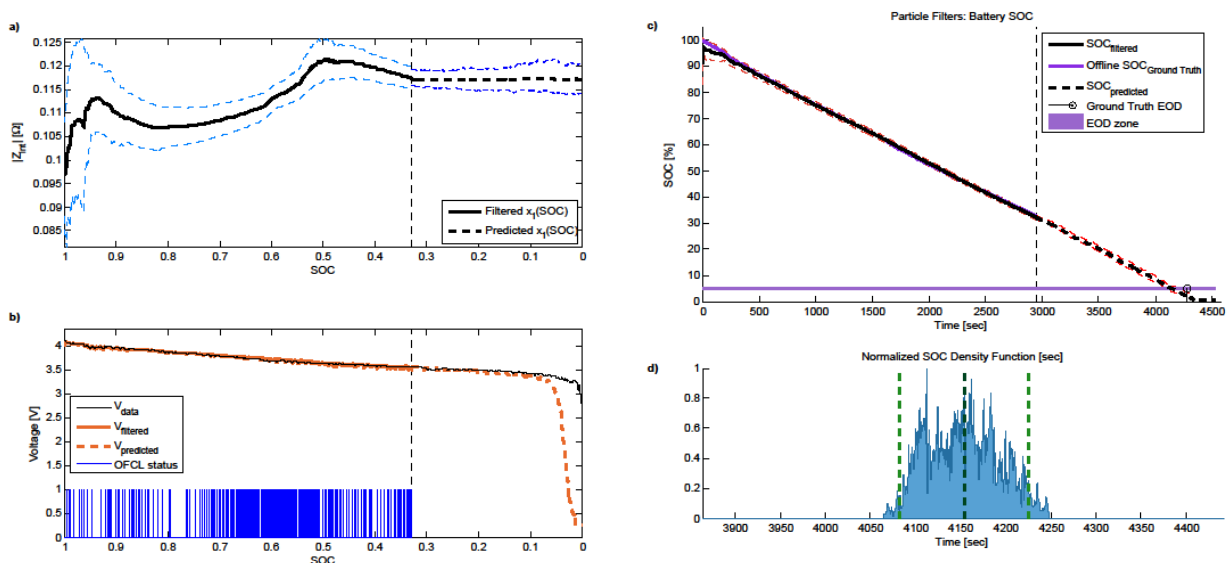 a)
0.125
0.12
0.115
0.11
0.105
0.1
0.095
0.09
0.085
|Z_int| [Ω]
Filtered x_1(SOC)
Predicted x_1(SOC)
1 0.9 0.8 0.7 0.6 0.5 0.4 0.3 0.2 0.1 0
SOC
b)
4
3.5
3
2.5
2
1.5
1
0.5
0
Voltage [V]
V_data
V_filtered
V_predicted
OFCL status
1 0.9 0.8 0.7 0.6 0.5 0.4 0.3 0.2 0.1 0
SOC
c)
Particle Filters: Battery SOC
100
90
80
70
60
50
40
30
20
10
5
0
SOC [%]
SOC_filtered
Offline SOC_Ground Truth
SOC_predicted
Ground Truth EOD
EOD zone
0 500 1000 1500 2000 2500 3000 3500 4000 4500
Time [sec]
d)
Normalized SOC Density Function [sec]
1
0.8
0.6
0.4
0.2
0
3900 3950 4000 4050 4100 4150 4200 4250 4300 4350 4400
Time [sec]